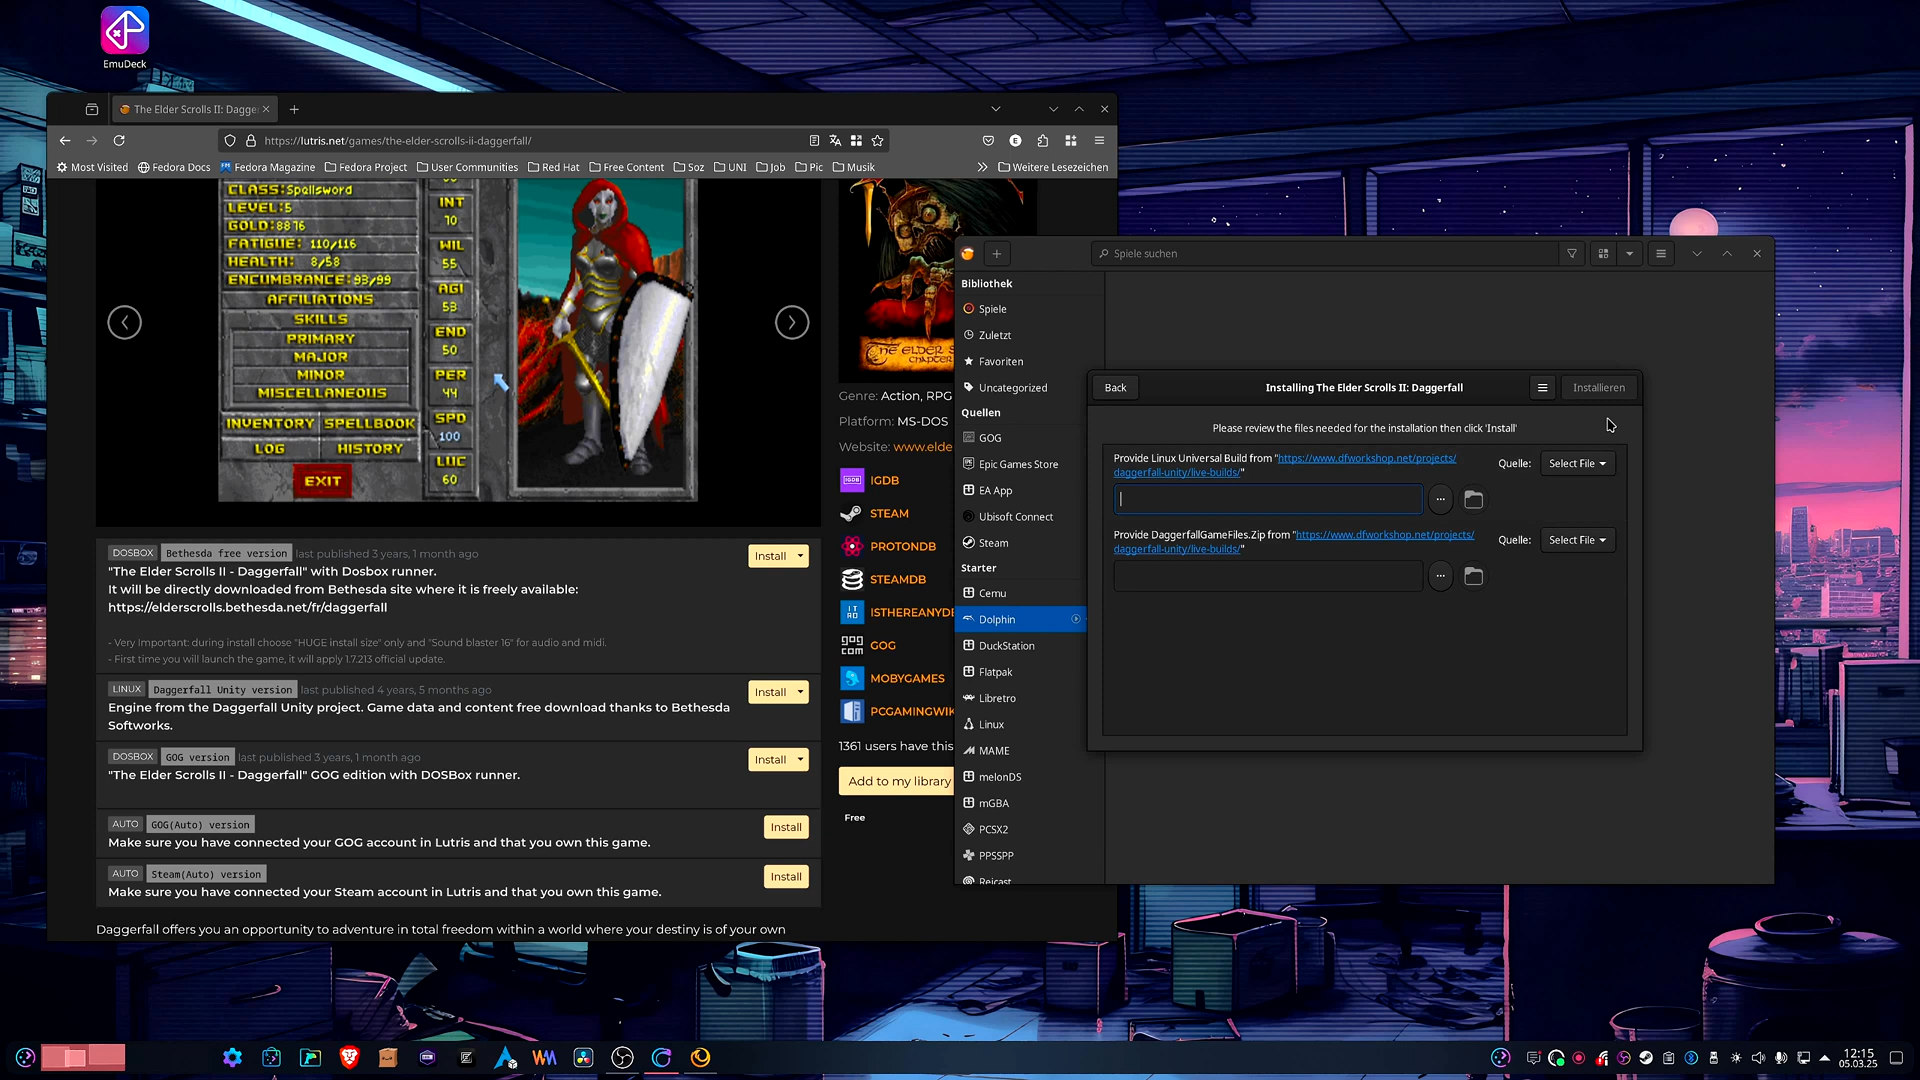 EmuDeck
The Elder Scrolls II: Dagge
https://lutris.net/games/the-elder-scrolls-ii-daggerfall/
Most Visited
Fedora Docs
Fedora Magazine
Fedora Project
User Communities
Red Hat
Free Content
Soz
UNI
Job
Pic
Musik
Weitere Lesezeichen
CLASS:Spellsword
LEVEL:5
GOLD:8876
FATIGUE: 110/116
HEALTH: 8/58
ENCUMBRANCE:93/99
AFFILIATIONS
SKILLS
PRIMARY
MAJOR
MINOR
MISCELLANEOUS
INVENTORY
SPELLBOOK
LOG
HISTORY
EXIT
INT
70
WIL
55
AGI
53
END
50
PER
44
SPD
100
LUC
60
THE ELDER S
CHAPTE
Genre: Action, RPG
Platform: MS-DOS
Website: www.elde
IGDB
STEAM
PROTONDB
STEAMDB
ISTHEREANYDE
GOG
MOBYGAMES
PCGAMINGWIK
1361 users have this
Add to my library
Free
DOSBOX Bethesda free version last published 3 years, 1 month ago
Install
"The Elder Scrolls II - Daggerfall" with Dosbox runner.
It will be directly downloaded from Bethesda site where it is freely available:
https://elderscrolls.bethesda.net/fr/daggerfall
- Very Important: during install choose "HUGE install size" only and "Sound blaster 16" for audio and midi.
- First time you will launch the game, it will apply 1.7.213 official update.
LINUX Daggerfall Unity version last published 4 years, 5 months ago
Install
Engine from the Daggerfall Unity project. Game data and content free download thanks to Bethesda
Softworks.
DOSBOX GOG version last published 3 years, 1 month ago
Install
"The Elder Scrolls II - Daggerfall" GOG edition with DOSBox runner.
AUTO GOG(Auto) version
Install
Make sure you have connected your GOG account in Lutris and that you own this game.
AUTO Steam(Auto) version
Install
Make sure you have connected your Steam account in Lutris and that you own this game.
Daggerfall offers you an opportunity to adventure in total freedom within a world where your destiny is of your own
Spiele suchen
Bibliothek
Spiele
Zuletzt
Favoriten
Uncategorized
Quellen
GOG
Epic Games Store
EA App
Ubisoft Connect
Steam
Starter
Cemu
Dolphin
DuckStation
Flatpak
Libretro
Linux
MAME
melonDS
mGBA
PCSX2
PPSSPP
Reicast
Back
Installing The Elder Scrolls II: Daggerfall
Installieren
Please review the files needed for the installation then click 'Install'
Provide Linux Universal Build from "https://www.dfworkshop.net/projects/
daggerfall-unity/live-builds/"
Quelle:
Select File
Provide DaggerfallGameFiles.Zip from "https://www.dfworkshop.net/projects/
daggerfall-unity/live-builds/"
Quelle:
Select File
12:15
05.03.25